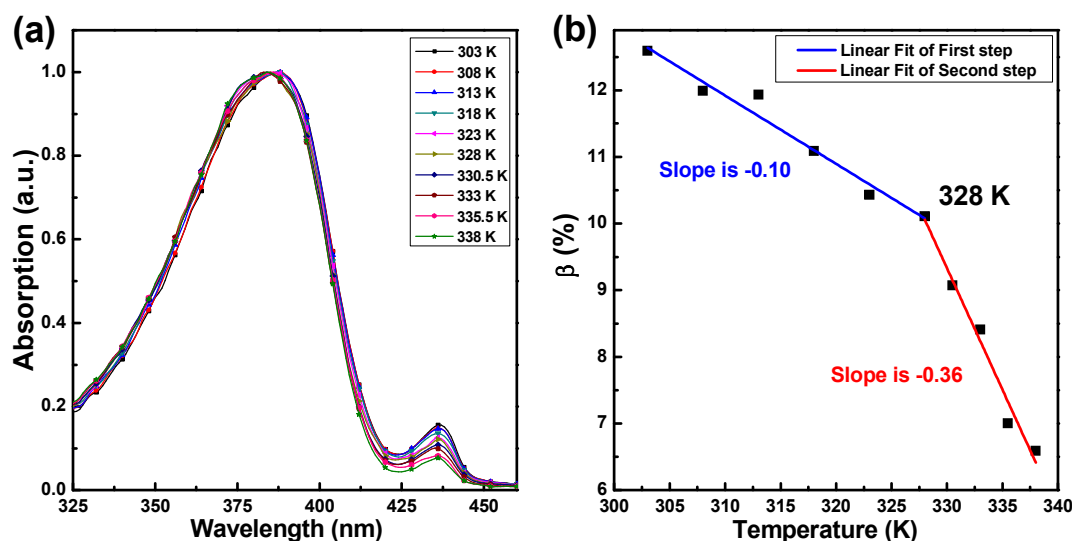 (a)
1.0
0.8
0.6
0.4
0.2
0.0
Absorption (a.u.)
325 350 375 400 425 450
Wavelength (nm)
303 K
308 K
313 K
318 K
323 K
328 K
330.5 K
333 K
335.5 K
338 K
(b)
Linear Fit of First step
Linear Fit of Second step
13
12
11
10
9
8
7
6
β (%)
Slope is -0.10
328 K
Slope is -0.36
300 305 310 315 320 325 330 335 340
Temperature (K)